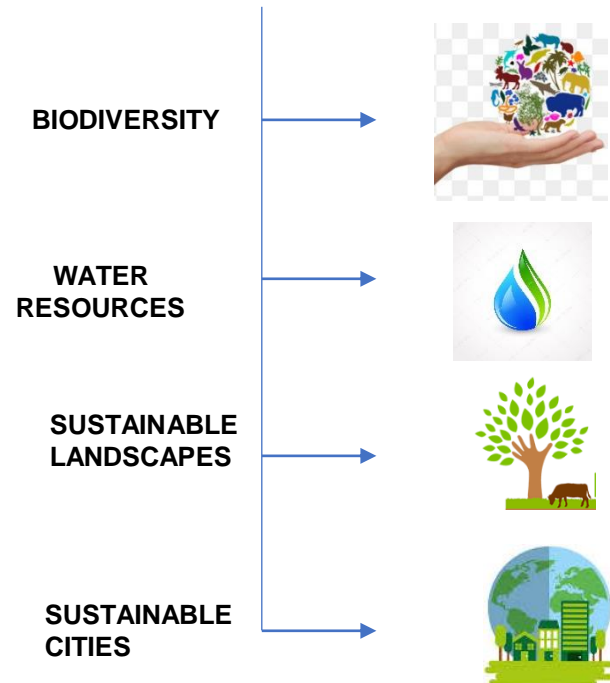 BIODIVERSITY
WATER
RESOURCES
SUSTAINABLE
LANDSCAPES
SUSTAINABLE
CITIES